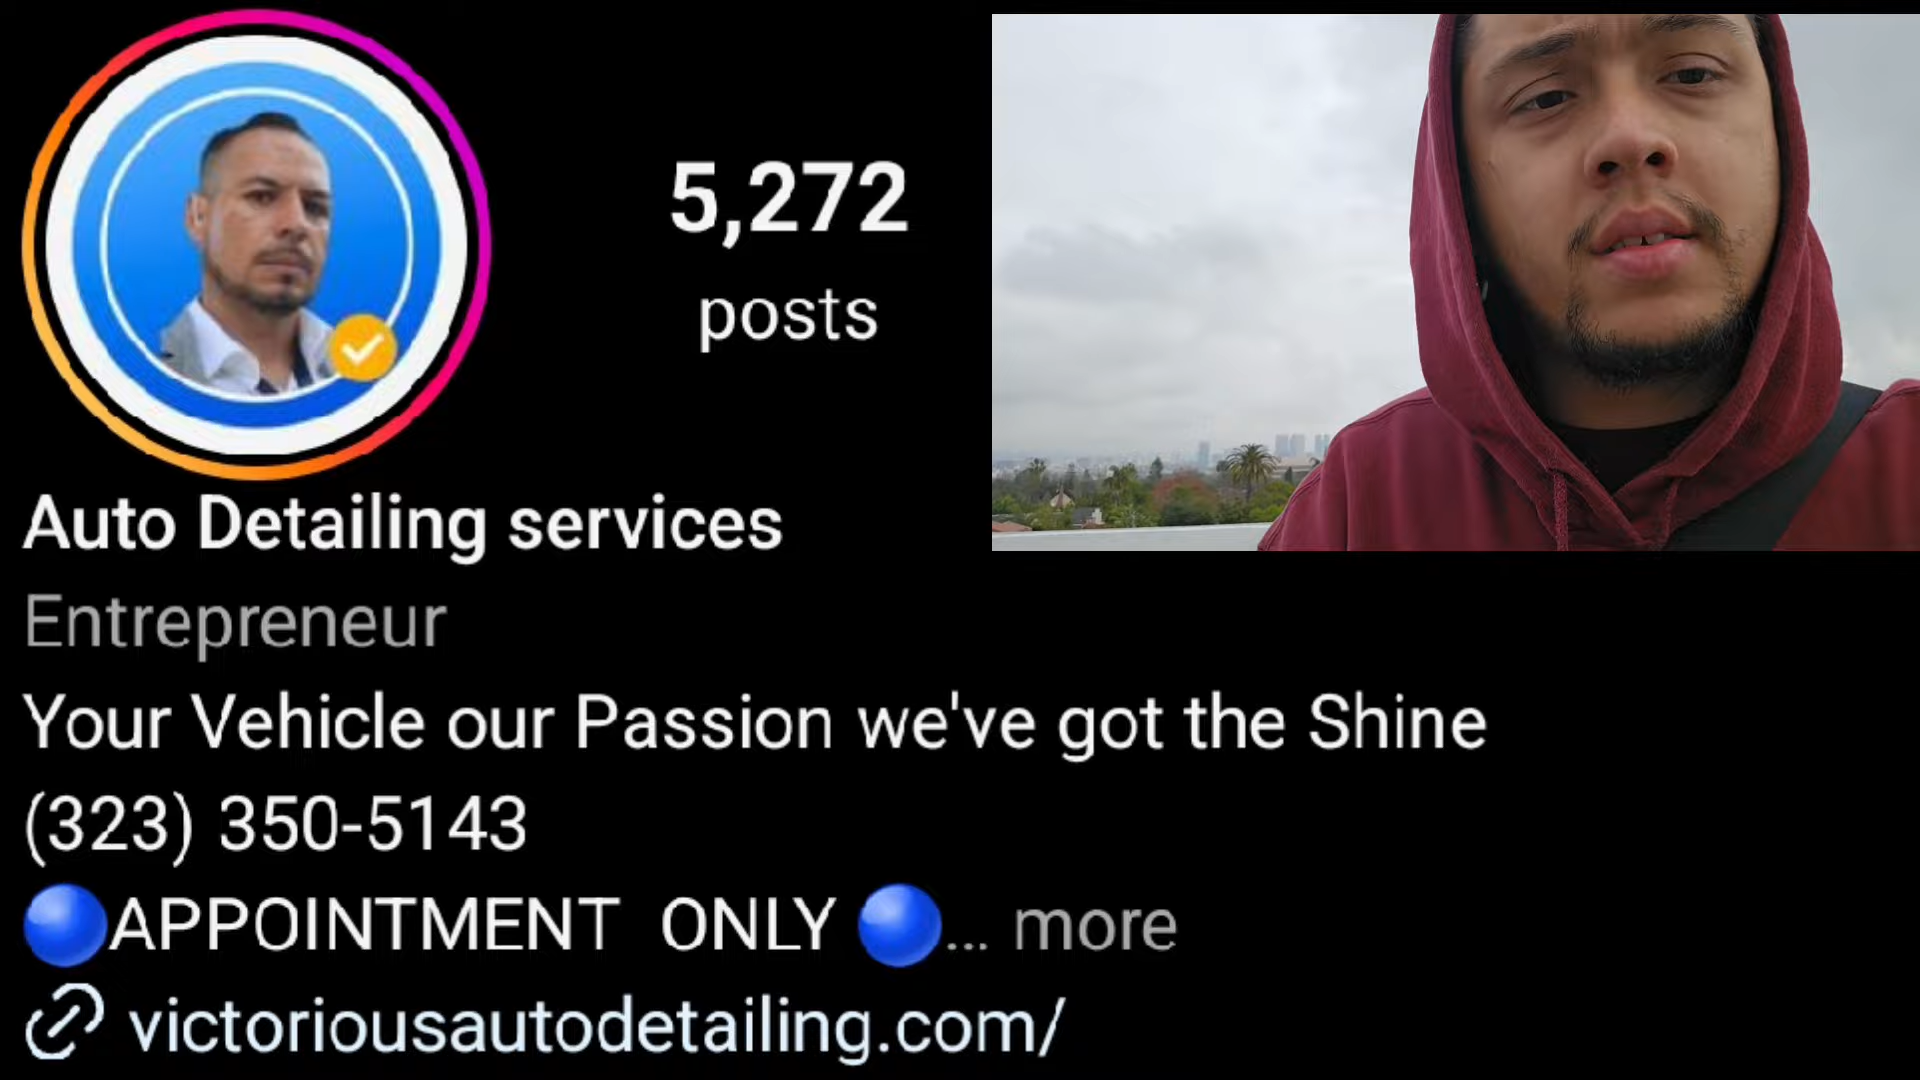 5,272
posts
Auto Detailing services
Entrepreneur
Your Vehicle our Passion we've got the Shine
(323) 350-5143
🔵APPOINTMENT ONLY 🔵... more
victoriousautodetailing.com/